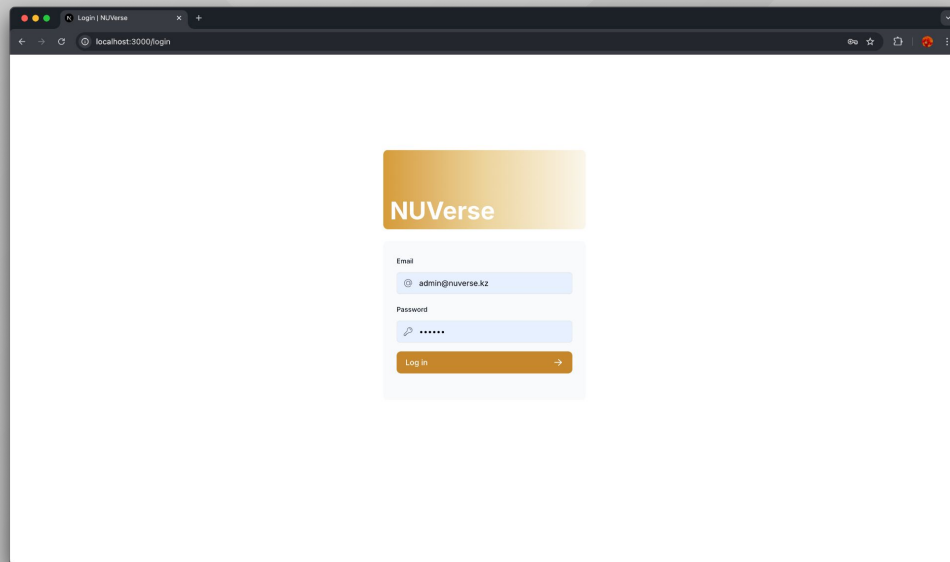 Login | NUVerse
localhost:3000/login
NUVerse
Email
@ admin@nuverse.kz
Password
••••••
Log in